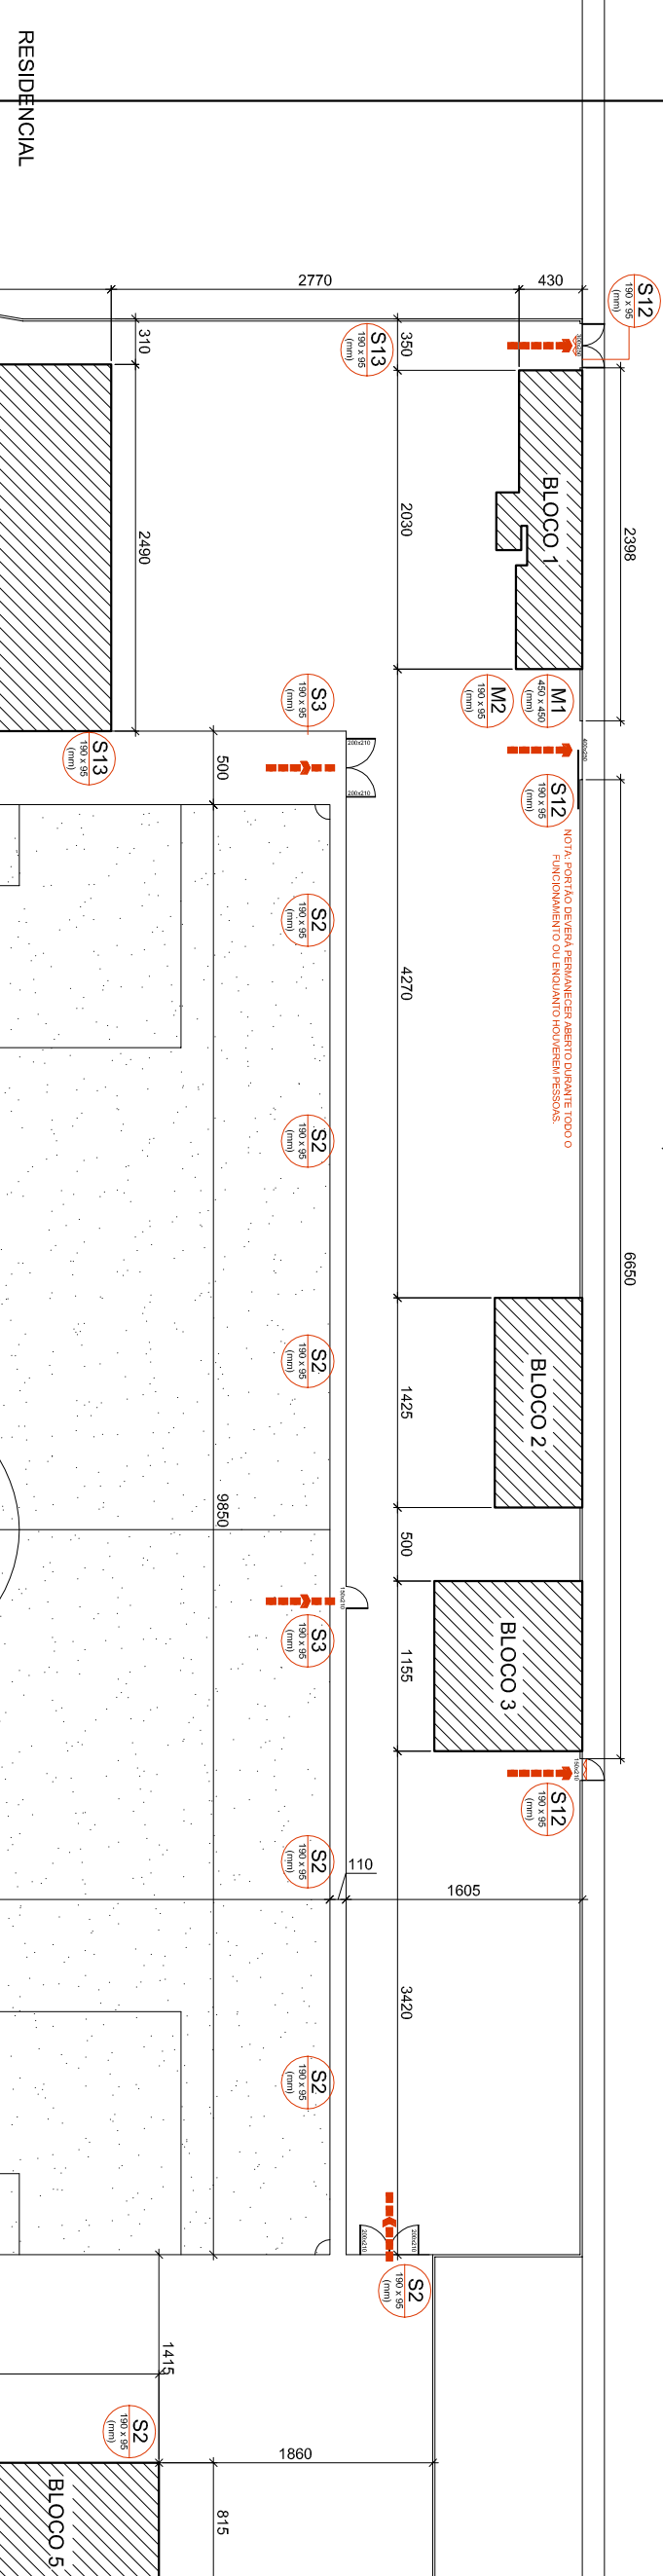 RESIDENCIAL
2770
430
S12
190 x 95
(mm)
310
350
S13
190 x 95
(mm)
2490
2030
BLOCO 1
2398
S3
190 x 95
(mm)
M2
190 x 95
(mm)
M1
450 x 450
(mm)
S13
190 x 95
(mm)
500
200x210
200x210
400x250
S12
190 x 95
(mm)
NOTA: PORTÃO DEVERÁ PERMANECER ABERTO DURANTE TODO O
FUNCIONAMENTO OU ENQUANTO HOUVEREM PESSOAS.
S2
190 x 95
(mm)
4270
S2
190 x 95
(mm)
6650
S2
190 x 95
(mm)
1425
BLOCO 2
9850
500
150x210
S3
190 x 95
(mm)
1155
BLOCO 3
150x210
S12
190 x 95
(mm)
S2
190 x 95
(mm)
110
1605
3420
S2
190 x 95
(mm)
200x210
200x210
S2
190 x 95
(mm)
1415
S2
190 x 95
(mm)
1860
815
BLOCO 5